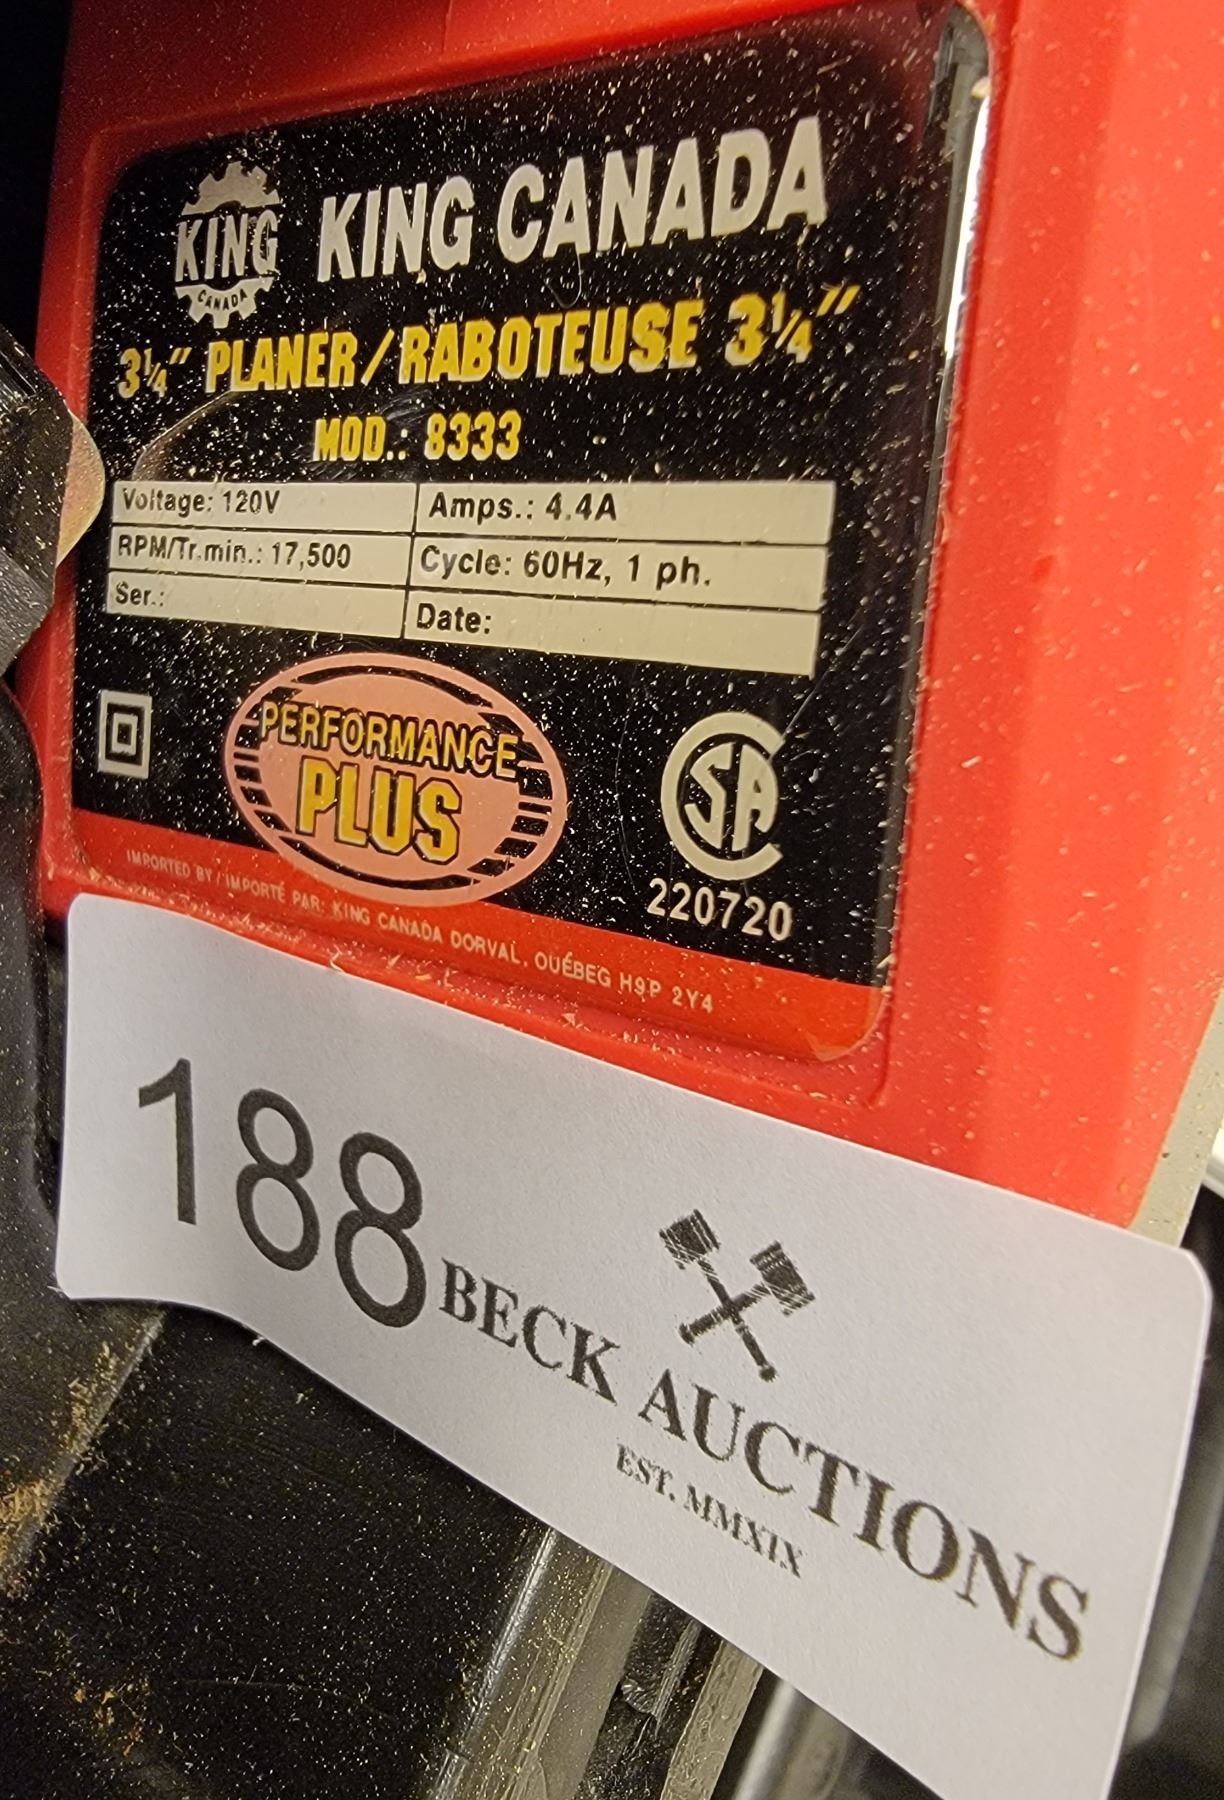 KING
CANADA
KING CANADA
3¼" PLANER/RABOTEUSE 3¼"
MOD.: 8333
Voltage: 120V
Amps.: 4.4A
RPM/Tr.min.: 17,500
Cycle: 60Hz, 1 ph.
Ser.:
Date:
PERFORMANCE
PLUS
CSA
220720
IMPORTED BY / IMPORTÉ PAR: KING CANADA DORVAL, QUÉBEC H9P 2Y4
188
BECK AUCTIONS
EST. MMXIX